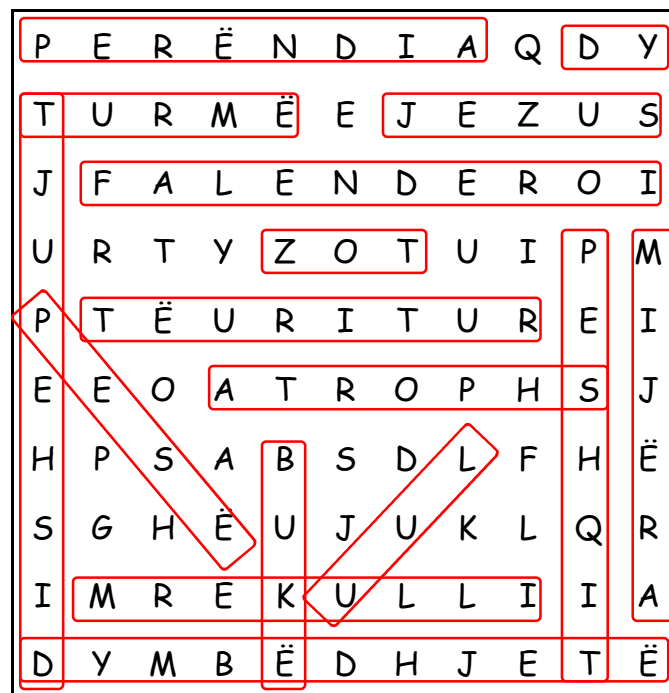 P E R Ë N D I A Q D Y
T U R M Ë E J E Z U S
J F A L E N D E R O I
U R T Y Z O T U I P M
P T Ë U R I T U R E I
E E O A T R O P H S J
H P S A B S D L F H Ë
S G H Ë U J U K L Q R
I M R E K U L L I I A
D Y M B Ë D H J E T Ë